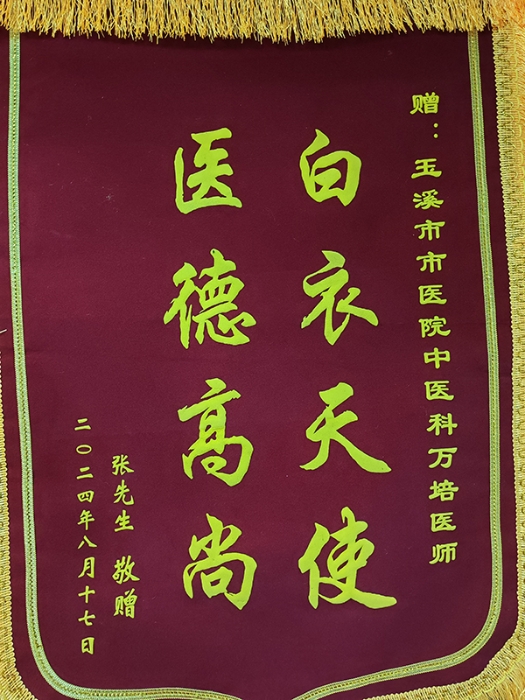 赠：玉溪市市医院中医科万培医师
白衣天使
医德高尚
张先生 敬赠
二〇二四年八月十七日